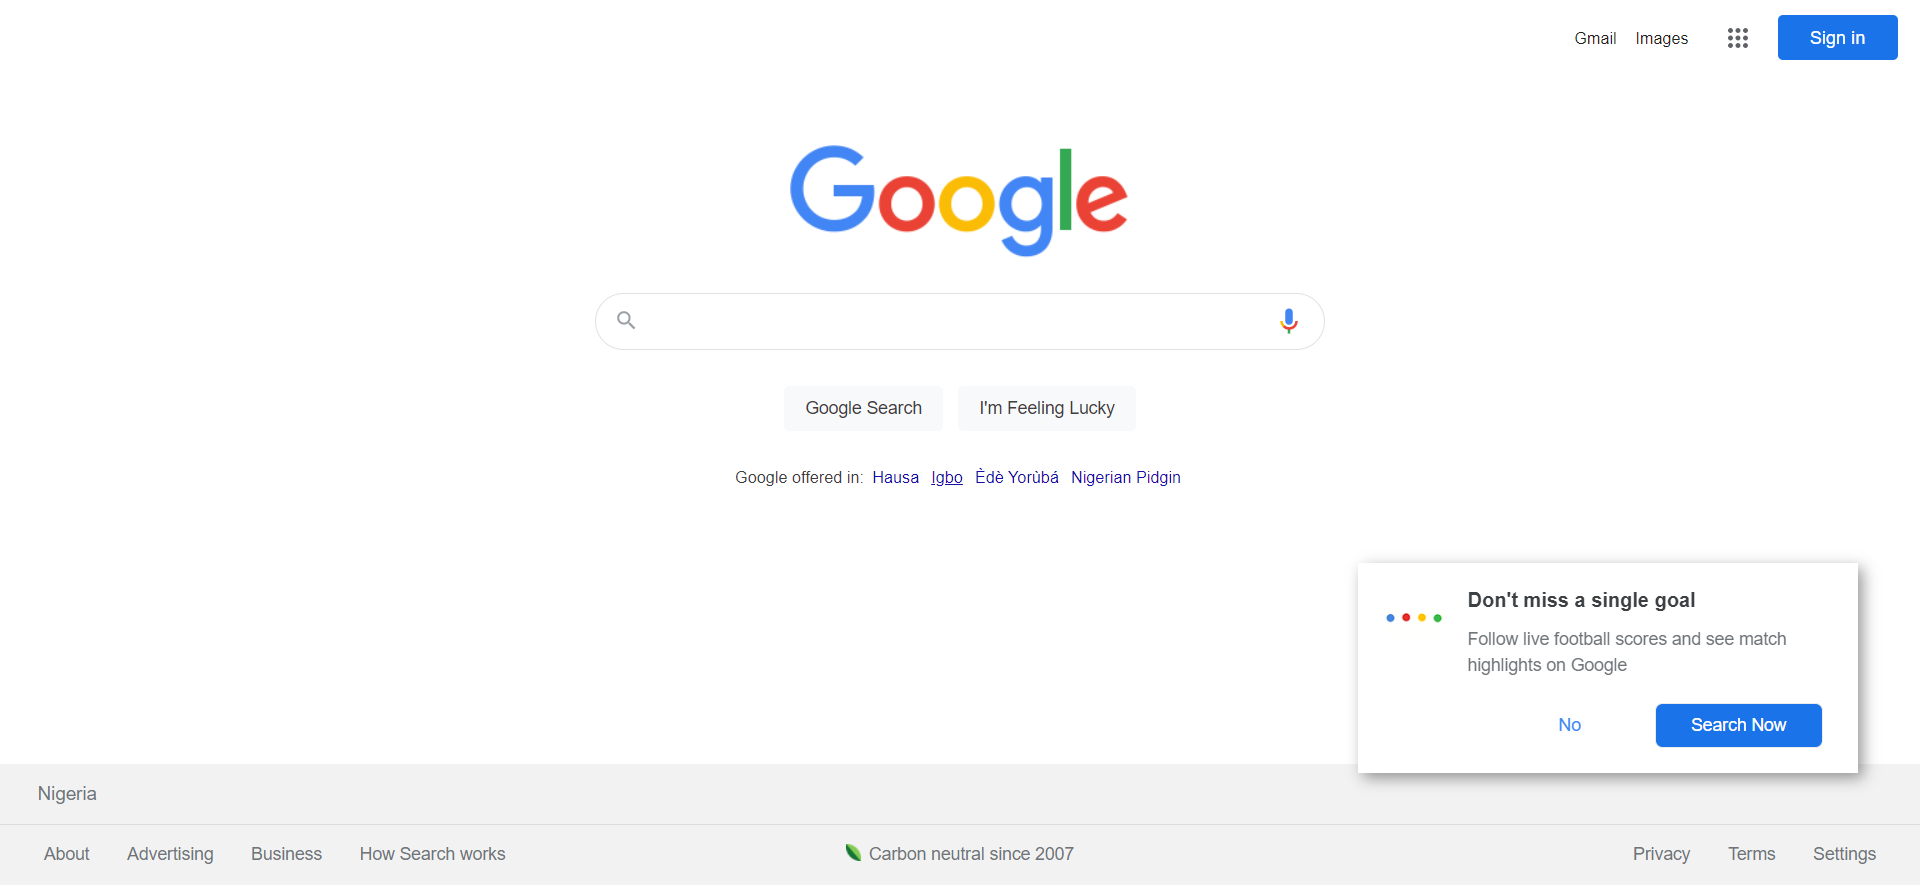 Gmail Images Sign in
Google
Google Search I'm Feeling Lucky
Google offered in: Hausa Igbo Èdè Yorùbá Nigerian Pidgin
Don't miss a single goal
Follow live football scores and see match
highlights on Google
No Search Now
Nigeria
About Advertising Business How Search works Carbon neutral since 2007 Privacy Terms Settings